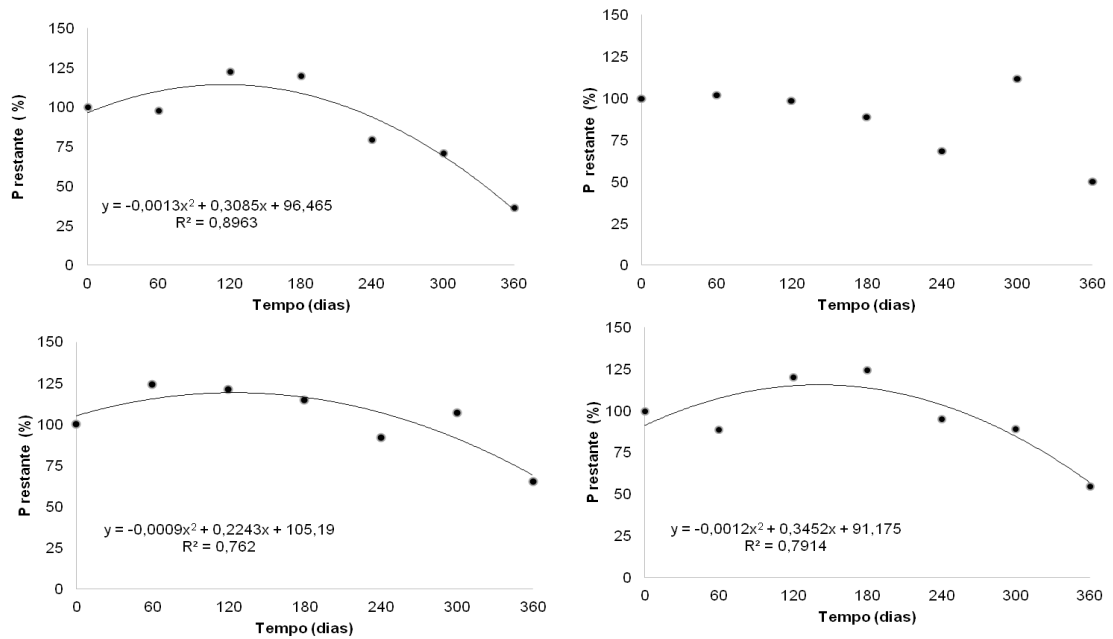 150
125
100
75
50
25
0
P restante (%)
y = -0,0013x² + 0,3085x + 96,465
R² = 0,8963
0 60 120 180 240 300 360
Tempo (dias)
150
125
100
75
50
25
0
P restante (%)
0 60 120 180 240 300 360
Tempo (dias)
150
125
100
75
50
25
0
P restante (%)
y = -0,0009x² + 0,2243x + 105,19
R² = 0,762
0 60 120 180 240 300 360
Tempo (dias)
150
125
100
75
50
25
0
P restante (%)
y = -0,0012x² + 0,3452x + 91,175
R² = 0,7914
0 60 120 180 240 300 360
Tempo (dias)